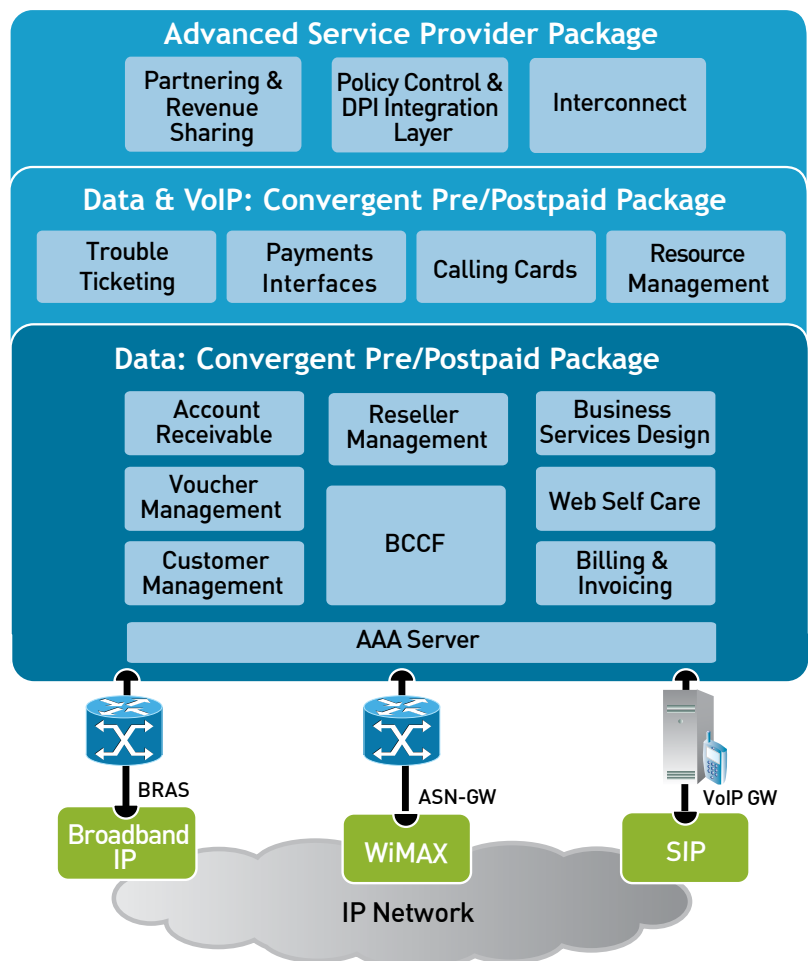 Advanced Service Provider Package
Partnering &
Revenue
Sharing
Policy Control &
DPI Integration
Layer
Interconnect
Data & VoIP: Convergent Pre/Postpaid Package
Trouble
Ticketing
Payments
Interfaces
Calling Cards
Resource
Management
Data: Convergent Pre/Postpaid Package
Account
Receivable
Reseller
Management
Business
Services Design
Voucher
Management
BCCF
Web Self Care
Customer
Management
Billing &
Invoicing
AAA Server
BRAS
ASN-GW
VoIP GW
Broadband
IP
WiMAX
SIP
IP Network